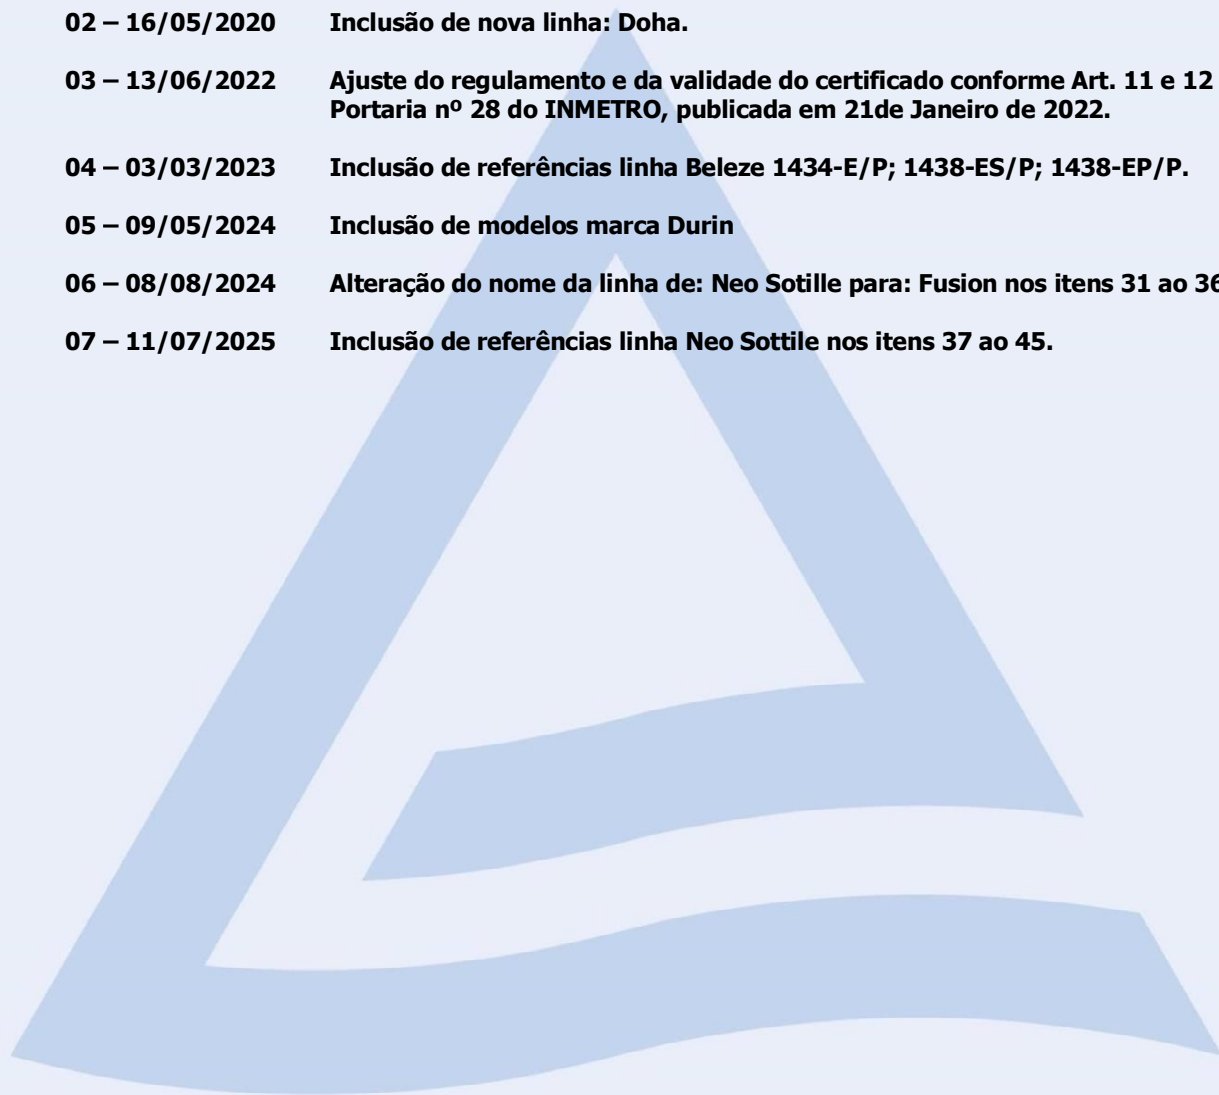 02 – 16/05/2020 Inclusão de nova linha: Doha.
03 – 13/06/2022 Ajuste do regulamento e da validade do certificado conforme Art. 11 e 12
Portaria nº 28 do INMETRO, publicada em 21de Janeiro de 2022.
04 – 03/03/2023 Inclusão de referências linha Beleze 1434-E/P; 1438-ES/P; 1438-EP/P.
05 – 09/05/2024 Inclusão de modelos marca Durin
06 – 08/08/2024 Alteração do nome da linha de: Neo Sotille para: Fusion nos itens 31 ao 36
07 – 11/07/2025 Inclusão de referências linha Neo Sottile nos itens 37 ao 45.